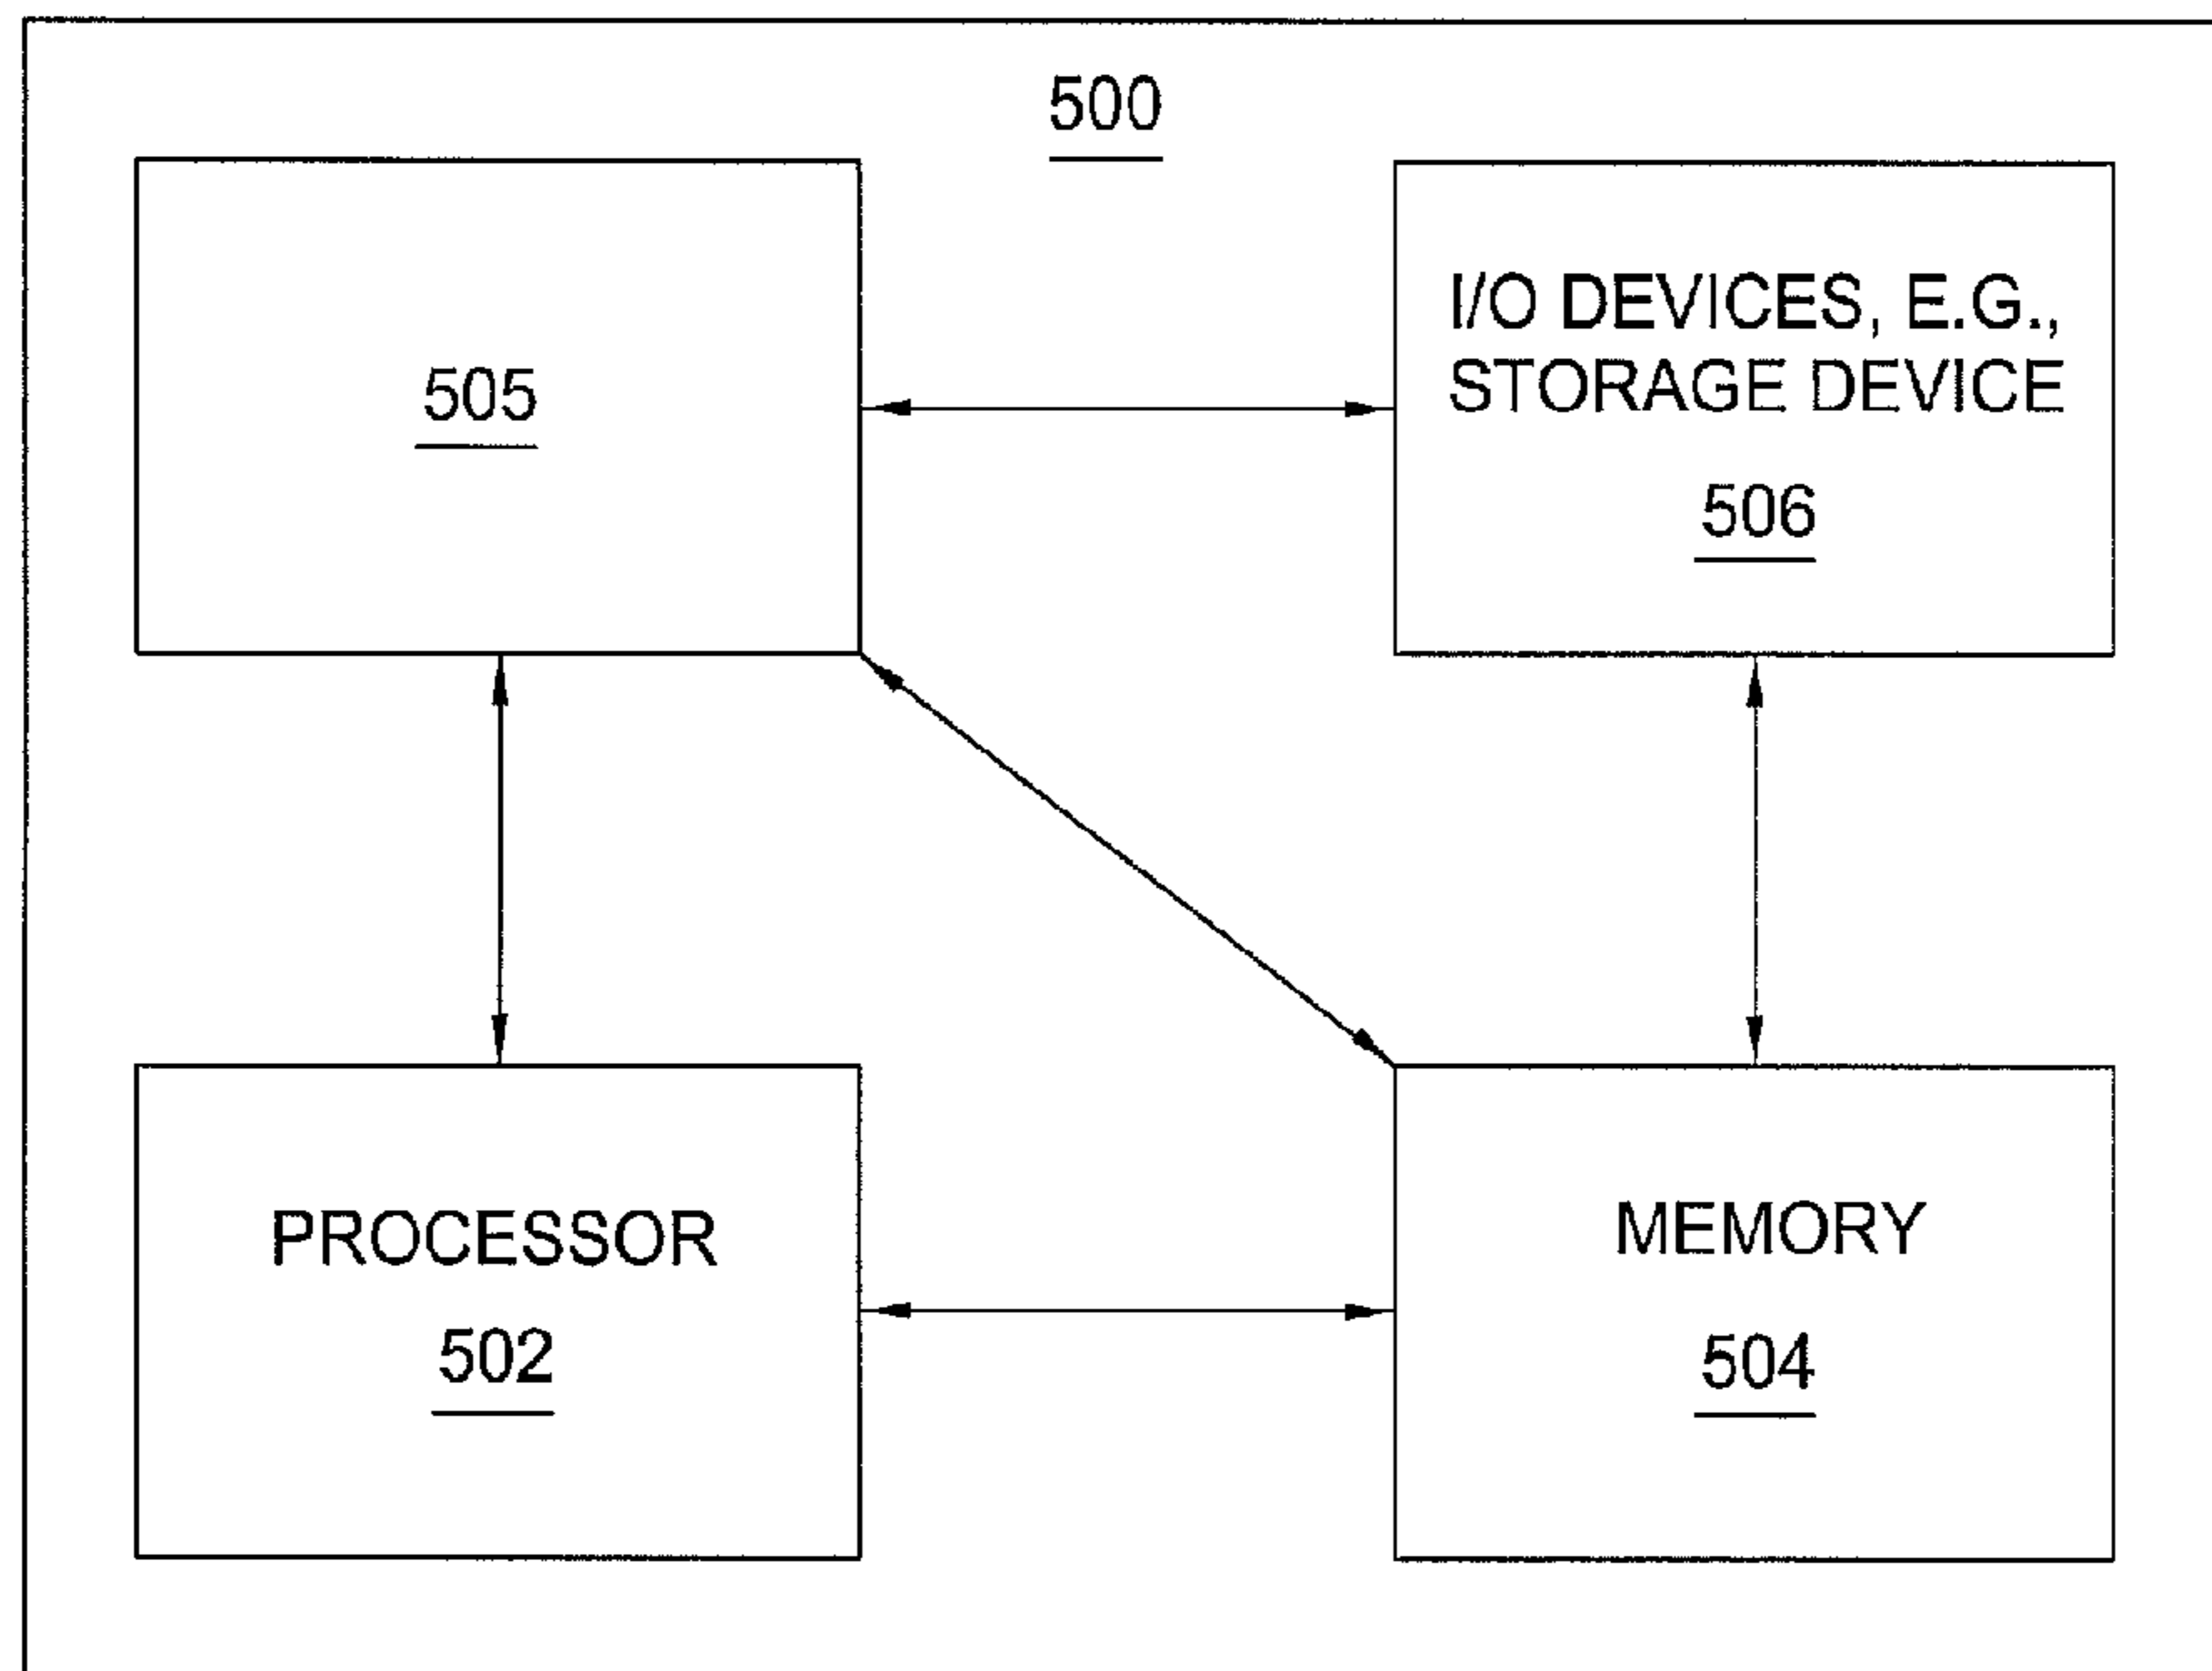 500
505
I/O DEVICES, E.G.,
STORAGE DEVICE
506
PROCESSOR
502
MEMORY
504